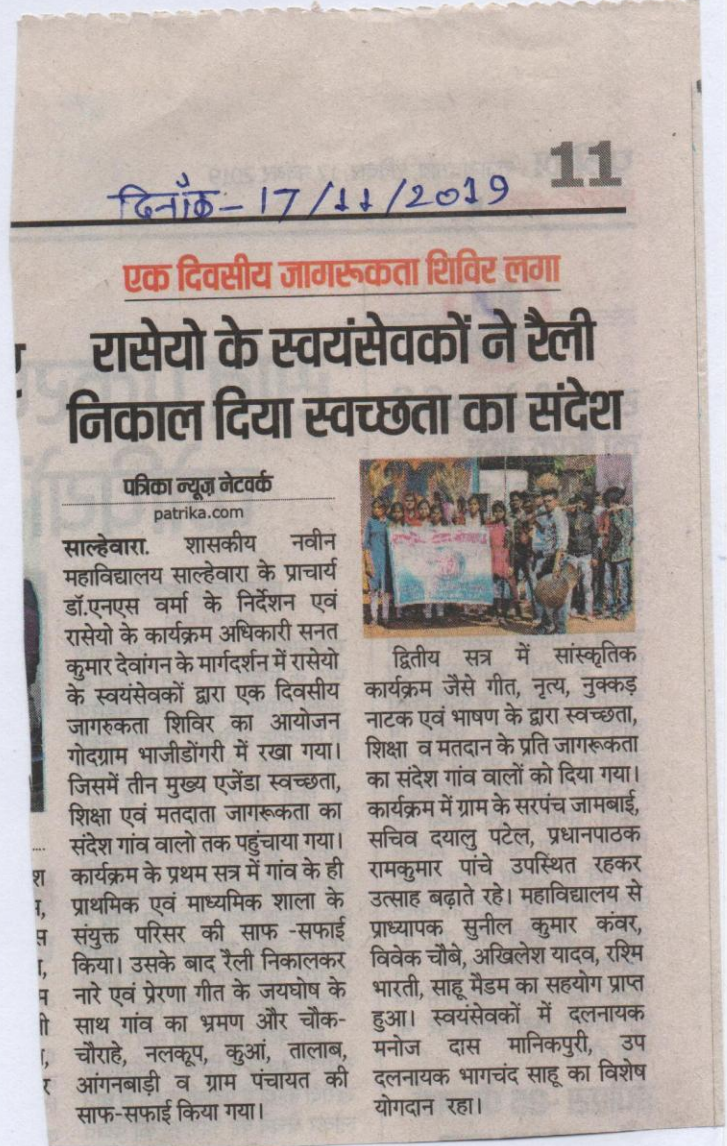 11
दिनाँक - 17/11/2019
एक दिवसीय जागरूकता शिविर लगा
रासेयो के स्वयंसेवकों ने रैली
निकाल दिया स्वच्छता का संदेश
पत्रिका न्यूज़ नेटवर्क
patrika.com
साल्हेवारा. शासकीय नवीन
महाविद्यालय साल्हेवारा के प्राचार्य
डॉ.एनएस वर्मा के निर्देशन एवं
रासेयो के कार्यक्रम अधिकारी सनत
कुमार देवांगन के मार्गदर्शन में रासेयो
के स्वयंसेवकों द्वारा एक दिवसीय
जागरुकता शिविर का आयोजन
गोदग्राम भाजीडोंगरी में रखा गया।
जिसमें तीन मुख्य एजेंडा स्वच्छता,
शिक्षा एवं मतदाता जागरूकता का
संदेश गांव वालो तक पहुंचाया गया।
कार्यक्रम के प्रथम सत्र में गांव के ही
प्राथमिक एवं माध्यमिक शाला के
संयुक्त परिसर की साफ -सफाई
किया। उसके बाद रैली निकालकर
नारे एवं प्रेरणा गीत के जयघोष के
साथ गांव का भ्रमण और चौक-
चौराहे, नलकूप, कुआं, तालाब,
आंगनबाड़ी व ग्राम पंचायत की
साफ-सफाई किया गया।
द्वितीय सत्र में सांस्कृतिक
कार्यक्रम जैसे गीत, नृत्य, नुक्कड़
नाटक एवं भाषण के द्वारा स्वच्छता,
शिक्षा व मतदान के प्रति जागरूकता
का संदेश गांव वालों को दिया गया।
कार्यक्रम में ग्राम के सरपंच जामबाई,
सचिव दयालु पटेल, प्रधानपाठक
रामकुमार पांचे उपस्थित रहकर
उत्साह बढ़ाते रहे। महाविद्यालय से
प्राध्यापक सुनील कुमार कंवर,
विवेक चौबे, अखिलेश यादव, रश्मि
भारती, साहू मैडम का सहयोग प्राप्त
हुआ। स्वयंसेवकों में दलनायक
मनोज दास मानिकपुरी, उप
दलनायक भागचंद साहू का विशेष
योगदान रहा।